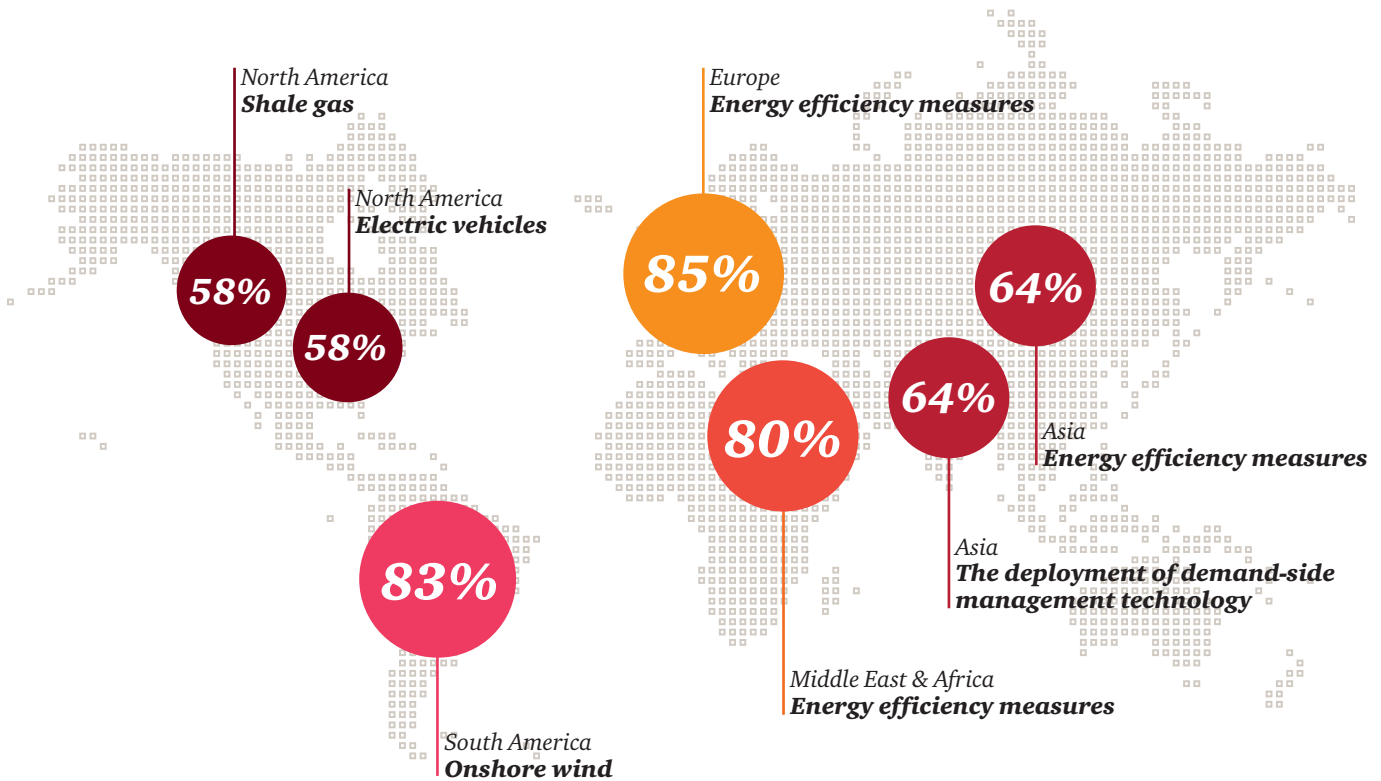 North America
Shale gas
North America
Electric vehicles
58%
58%
Europe
Energy efficiency measures
85%
64%
64%
80%
Asia
Energy efficiency measures
Asia
The deployment of demand-side
management technology
83%
Middle East & Africa
Energy efficiency measures
South America
Onshore wind